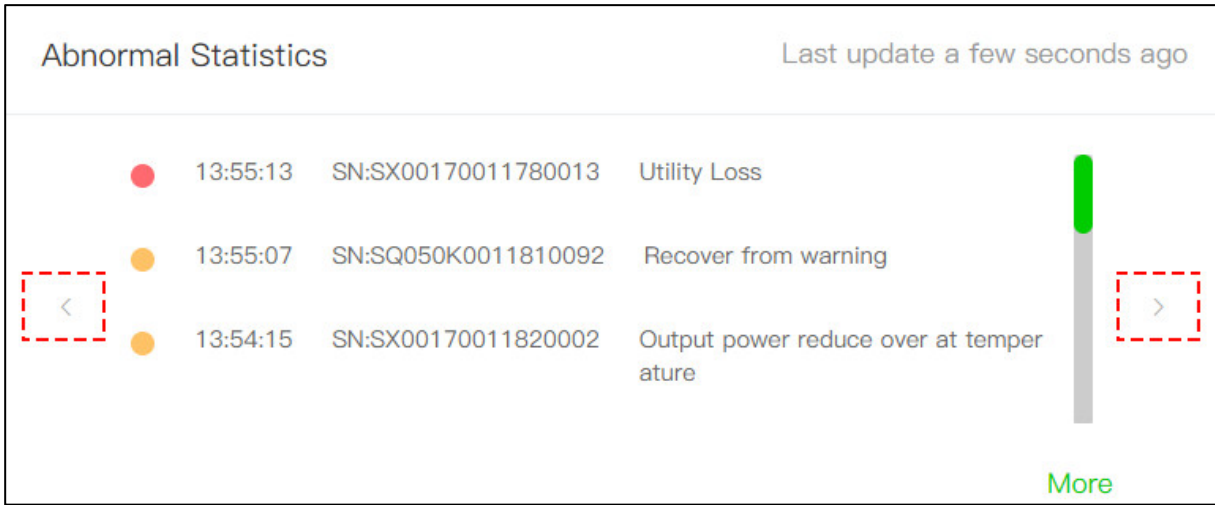 Abnormal Statistics
Last update a few seconds ago
13:55:13 SN:SX00170011780013 Utility Loss
13:55:07 SN:SQ050K0011810092 Recover from warning
13:54:15 SN:SX00170011820002 Output power reduce over at temper
ature
More